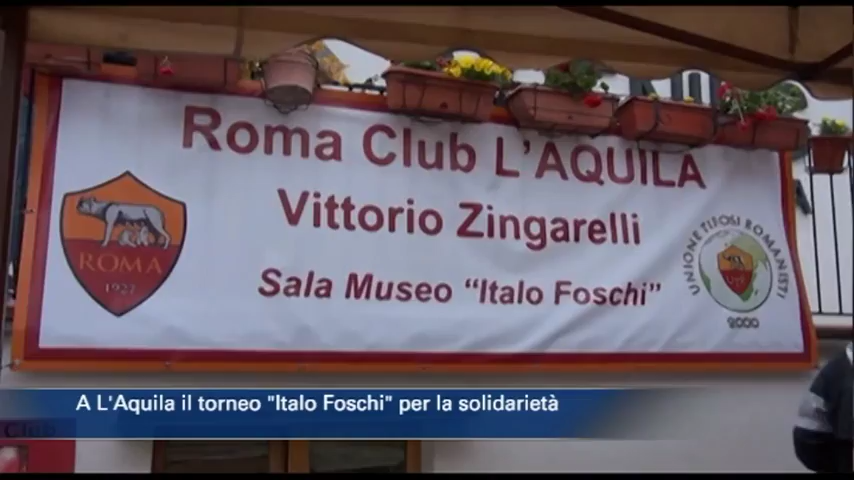 Roma Club L'AQUILA
Vittorio Zingarelli
Sala Museo “Italo Foschi”
ROMA
1927
UNIONE TIFOSI ROMANISTI
UTR
2000
A L'Aquila il torneo "Italo Foschi" per la solidarietà
Club